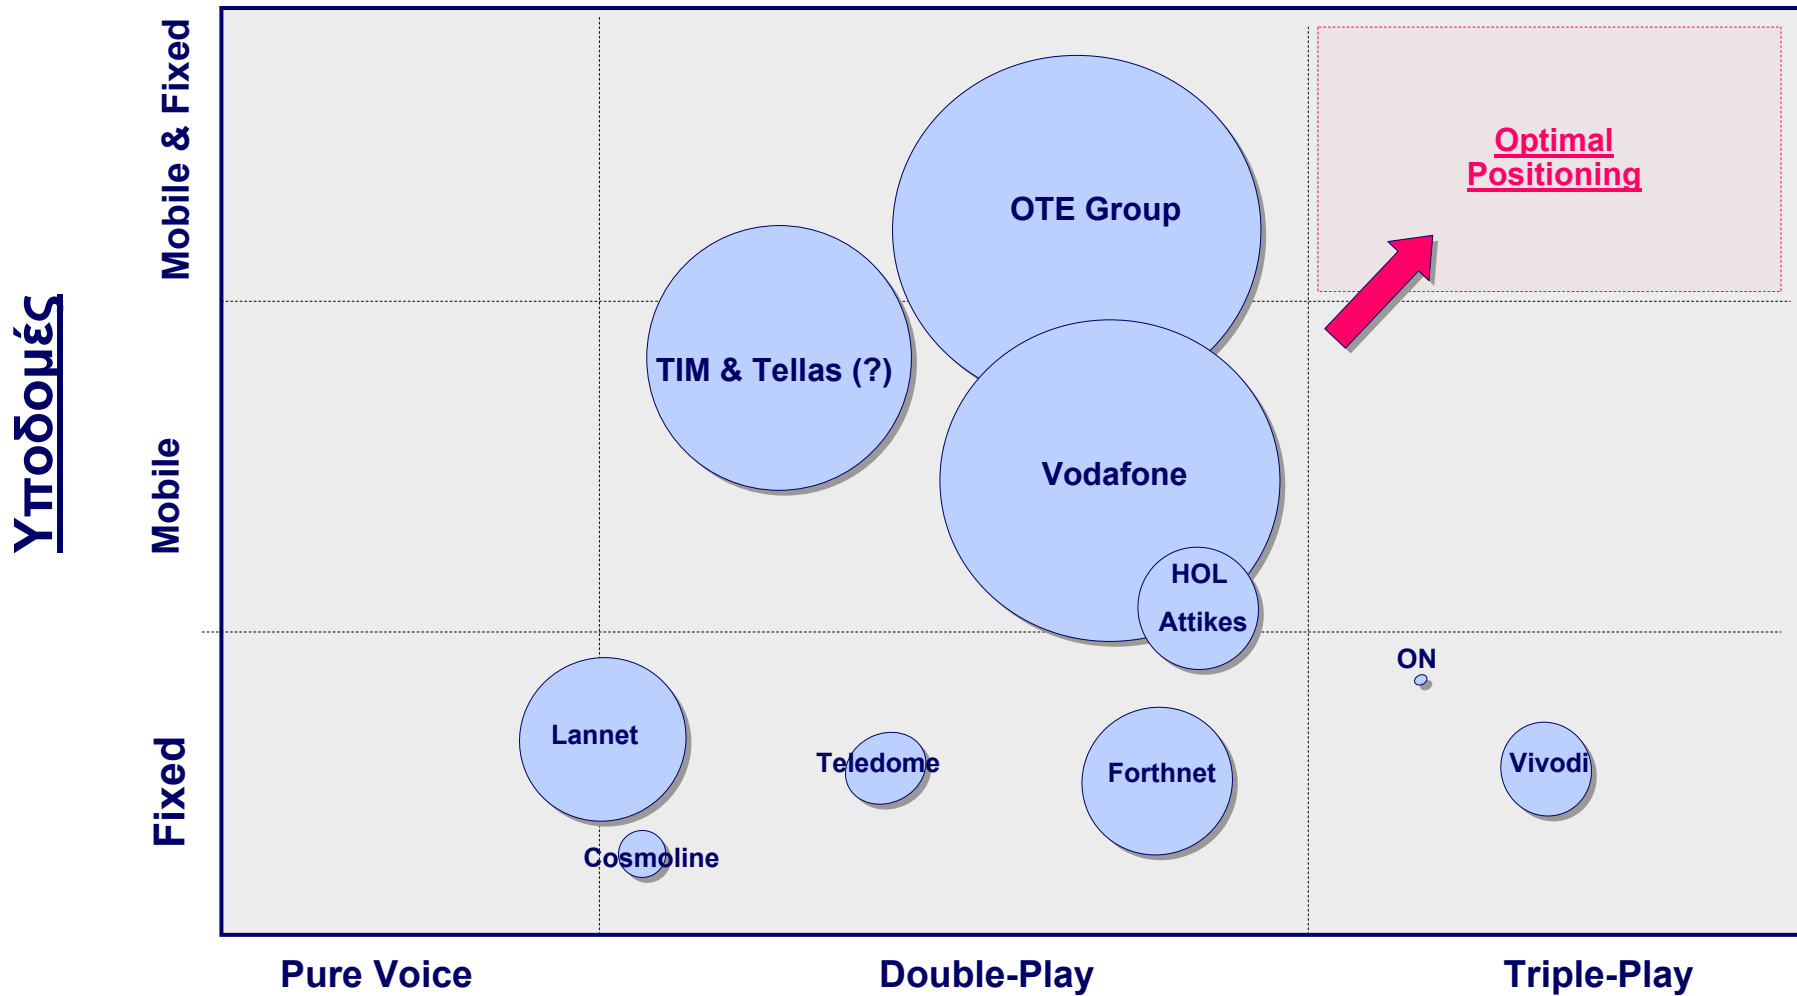 Υποδομές
Mobile & Fixed
Mobile
Fixed
Optimal
Positioning
OTE Group
TIM & Tellas (?)
Vodafone
HOL
Attikes
ON
Lannet
Teledome
Forthnet
Vivodi
Cosmoline
Pure Voice
Double-Play
Triple-Play